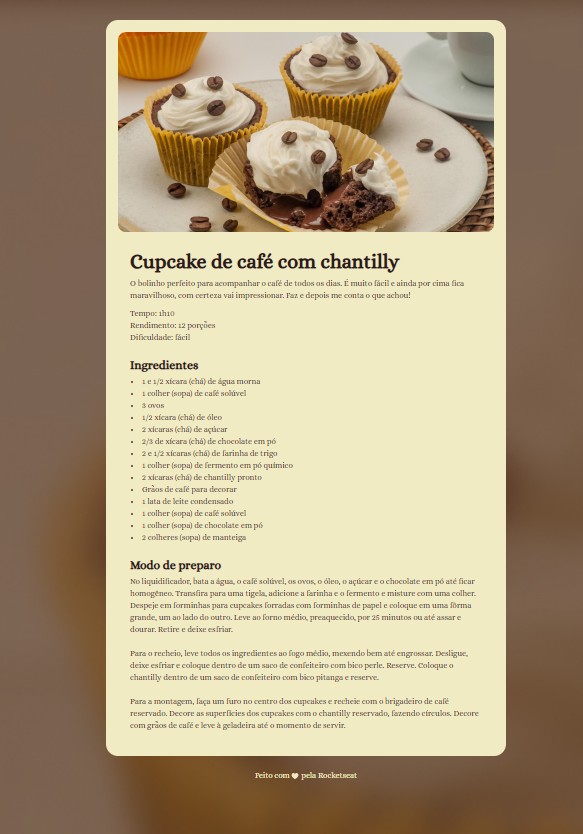 Cupcake de café com chantilly
O bolinho perfeito para acompanhar o café de todos os dias. É muito fácil e ainda por cima fica
maravilhoso, com certeza vai impressionar. Faz e depois me conta o que achou!
Tempo: 1h10
Rendimento: 12 porções
Dificuldade: fácil
Ingredientes
• 1 e 1/2 xícara (chá) de água morna
• 1 colher (sopa) de café solúvel
• 3 ovos
• 1/2 xícara (chá) de óleo
• 2 xícaras (chá) de açúcar
• 2/3 de xícara (chá) de chocolate em pó
• 2 e 1/2 xícaras (chá) de farinha de trigo
• 1 colher (sopa) de fermento em pó químico
• 2 xícaras (chá) de chantilly pronto
• Grãos de café para decorar
• 1 lata de leite condensado
• 1 colher (sopa) de café solúvel
• 1 colher (sopa) de chocolate em pó
• 2 colheres (sopa) de manteiga
Modo de preparo
No liquidificador, bata a água, o café solúvel, os ovos, o óleo, o açúcar e o chocolate em pó até ficar
homogêneo. Transfira para uma tigela, adicione a farinha e o fermento e misture com uma colher.
Despeje em forminhas para cupcakes forradas com forminhas de papel e coloque em uma fôrma
grande, um ao lado do outro. Leve ao forno médio, preaquecido, por 25 minutos ou até assar e
dourar. Retire e deixe esfriar.
Para o recheio, leve todos os ingredientes ao fogo médio, mexendo bem até engrossar. Desligue,
deixe esfriar e coloque dentro de um saco de confeiteiro com bico perle. Reserve. Coloque o
chantilly dentro de um saco de confeiteiro com bico pitanga e reserve.
Para a montagem, faça um furo no centro dos cupcakes e recheie com o brigadeiro de café
reservado. Decore as superfícies dos cupcakes com o chantilly reservado, fazendo círculos. Decore
com grãos de café e leve à geladeira até o momento de servir.
Feito com 🤍 pela Rocketseat